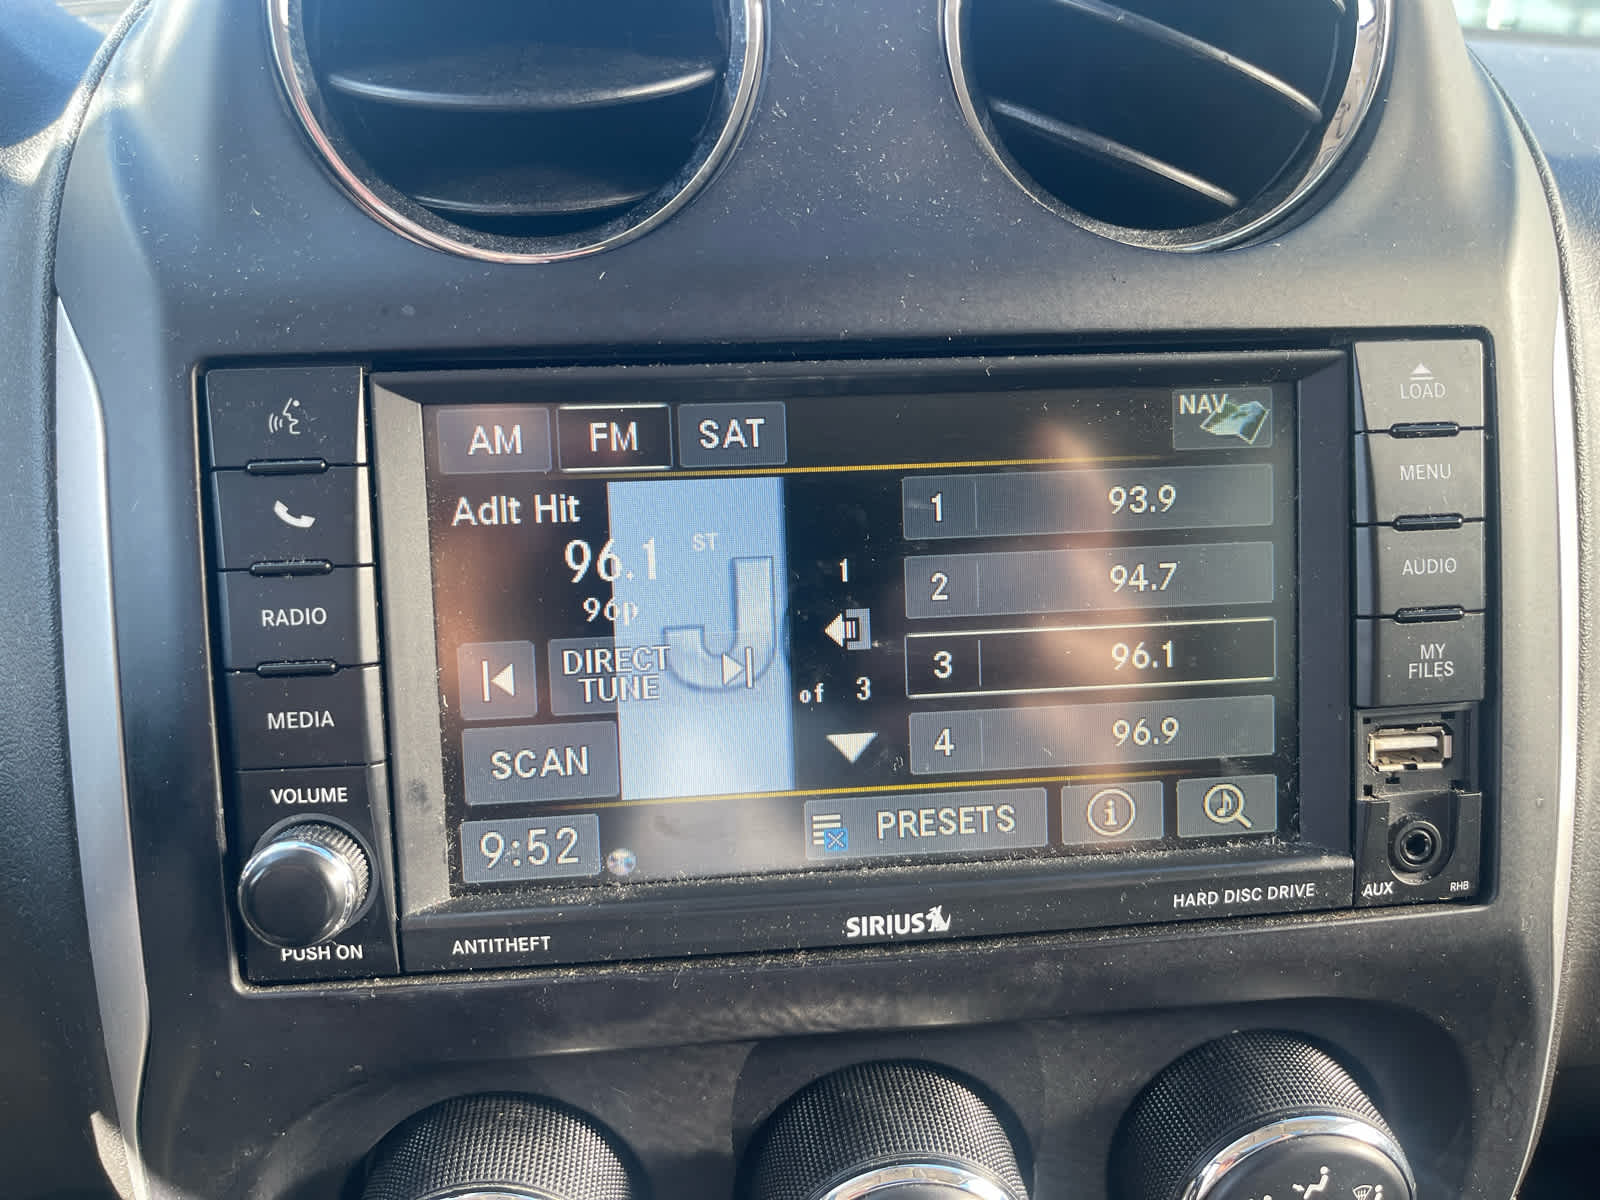 LOAD
AM FM SAT
NAV
MENU
Adlt Hit
1 93.9
96.1 ST
1
2 94.7
AUDIO
RADIO
96p
DIRECT
TUNE
3 96.1
MY
FILES
of 3
MEDIA
4 96.9
SCAN
VOLUME
PRESETS
i
9:52
PUSH ON
ANTITHEFT
SIRIUS
HARD DISC DRIVE
AUX
RHB